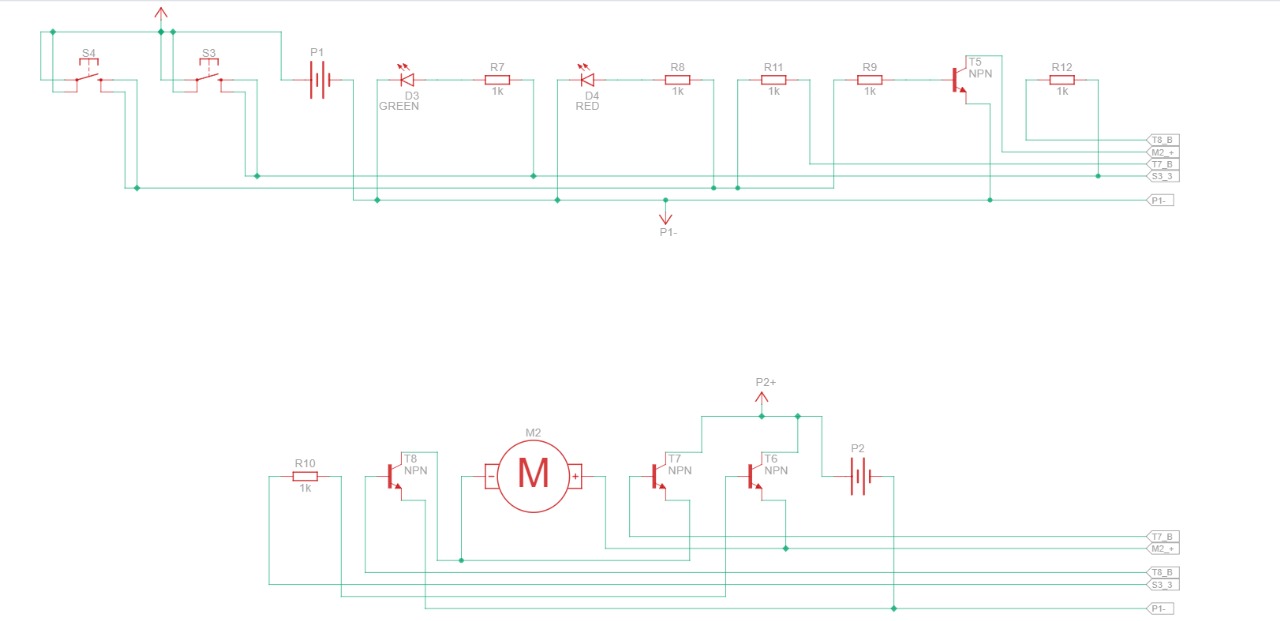 S4
S3
P1
D3
GREEN
R7
1k
D4
RED
R8
1k
R11
1k
R9
1k
T5
NPN
R12
1k
T8_B
M2_+
T7_B
S3_3
P1-
P1-
P2+
R10
1k
T8
NPN
M2
-
M
+
T7
NPN
T6
NPN
P2
T7_B
M2_+
T8_B
S3_3
P1-